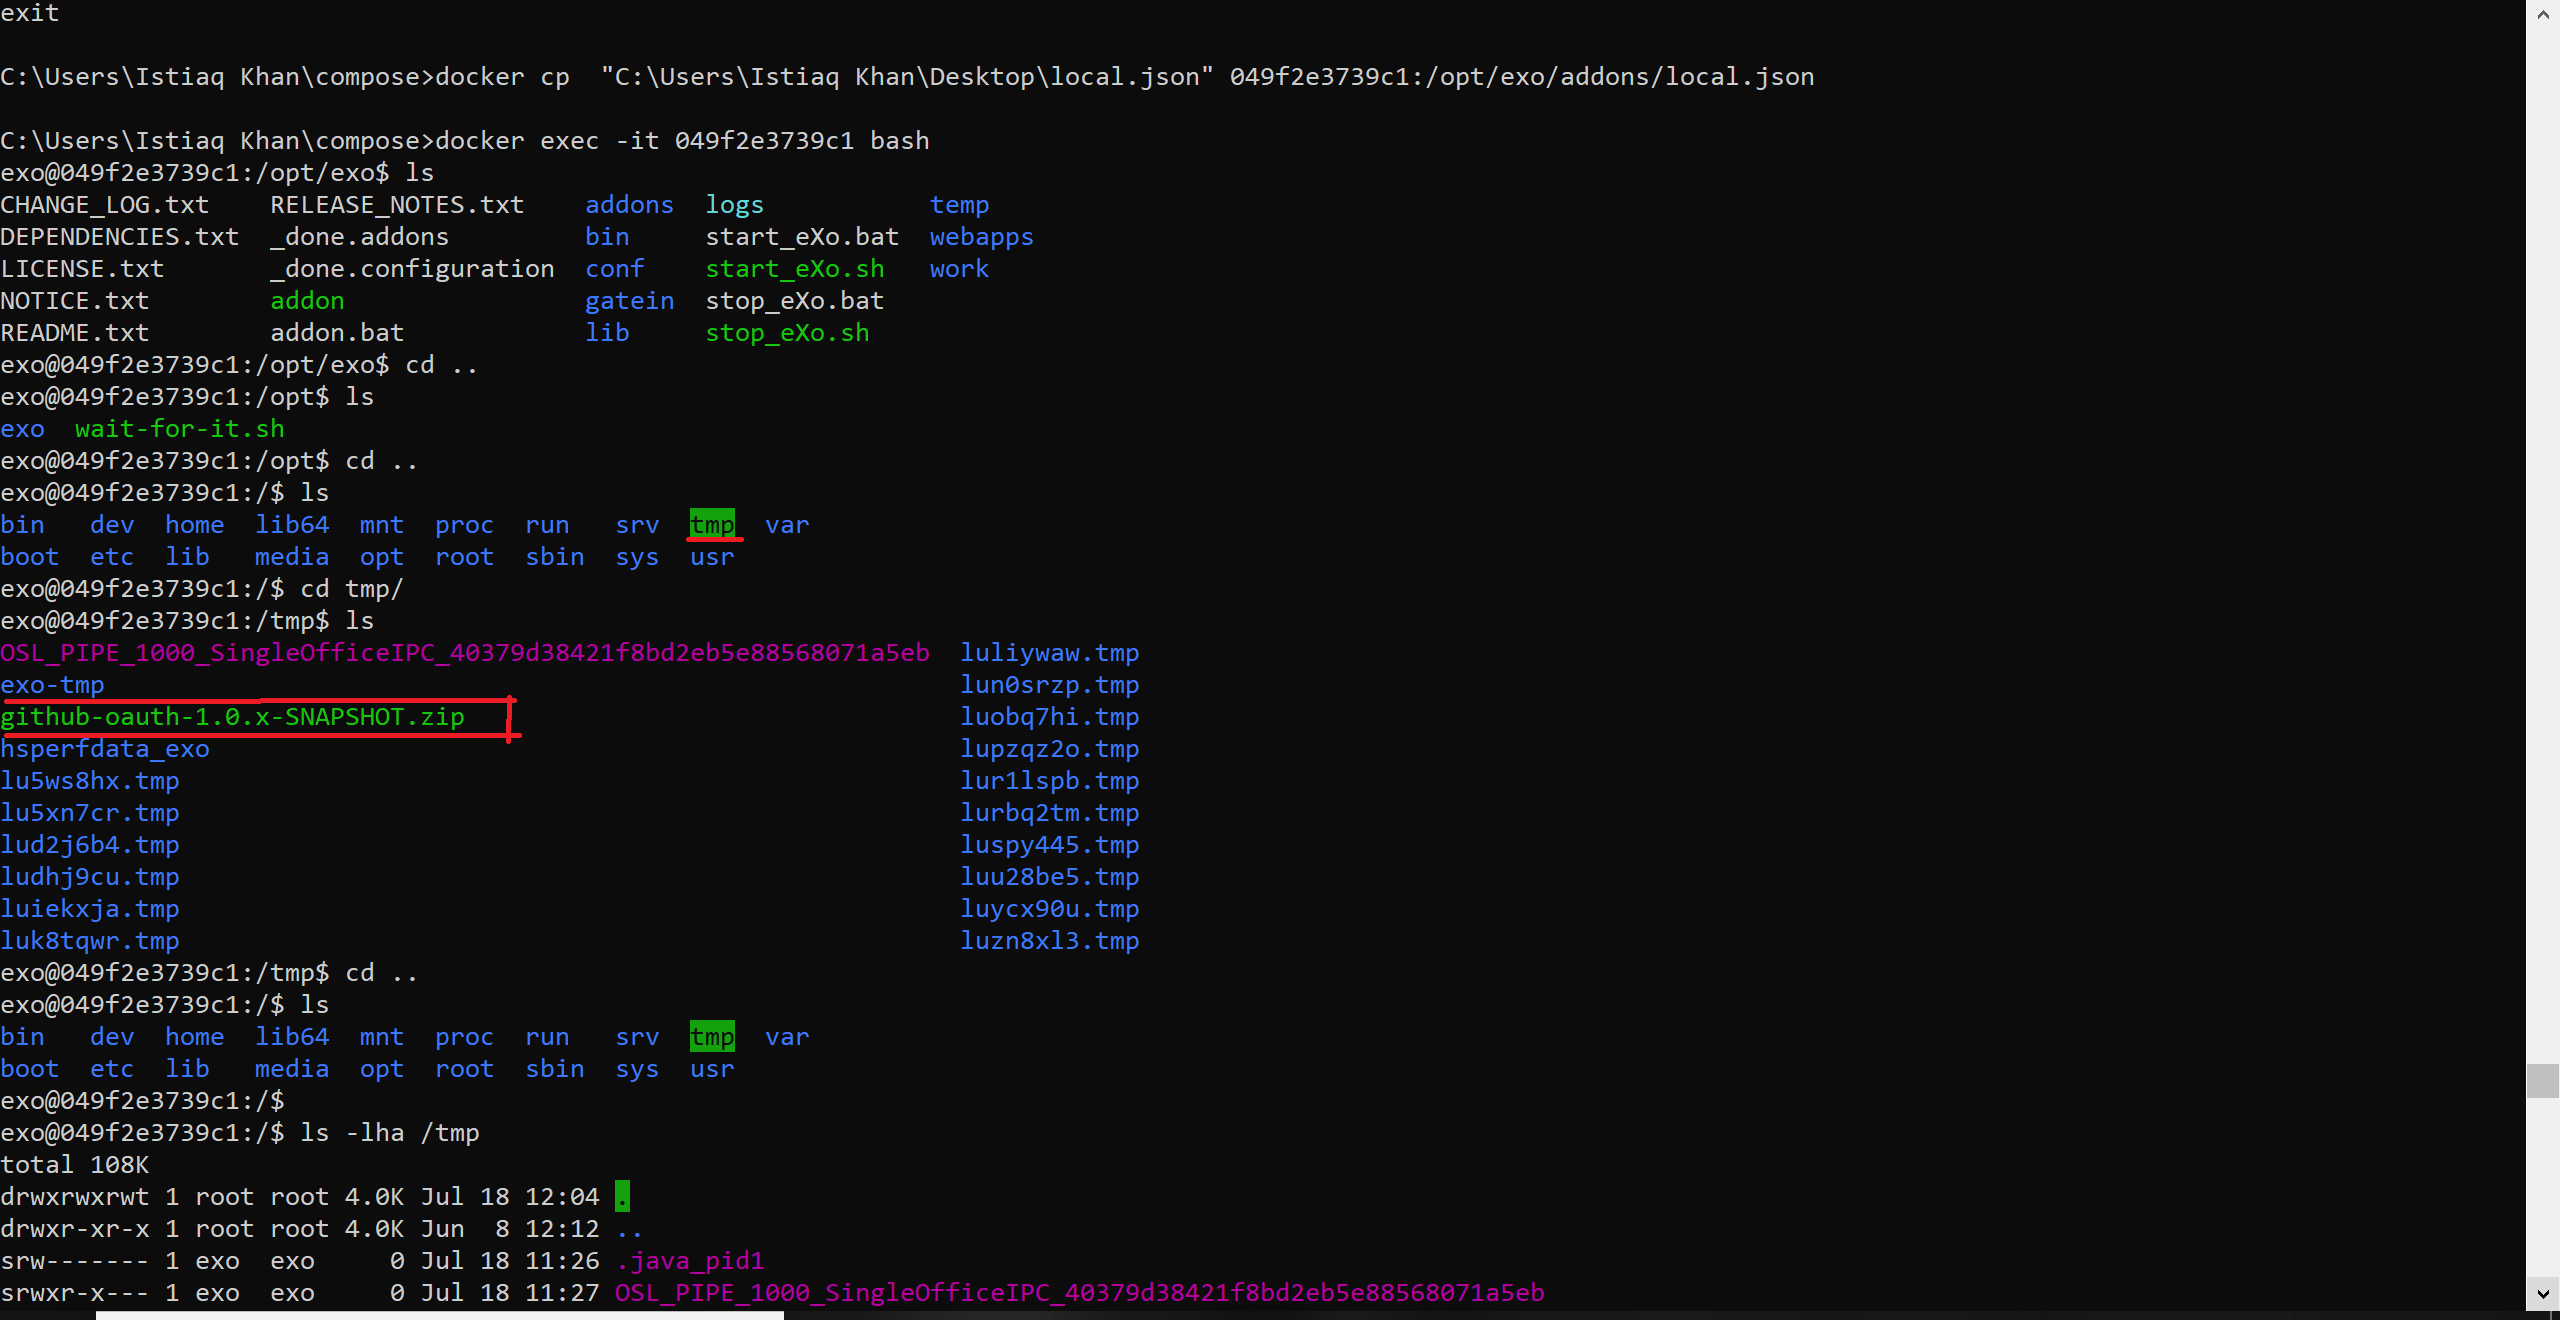 exit
C:\Users\Istiaq Khan\compose>docker cp  "C:\Users\Istiaq Khan\Desktop\local.json" 049f2e3739c1:/opt/exo/addons/local.json
C:\Users\Istiaq Khan\compose>docker exec -it 049f2e3739c1 bash
exo@049f2e3739c1:/opt/exo$ ls
CHANGE_LOG.txt    RELEASE_NOTES.txt    addons  logs           temp
DEPENDENCIES.txt  _done.addons         bin     start_eXo.bat  webapps
LICENSE.txt       _done.configuration  conf    start_eXo.sh   work
NOTICE.txt        addon                gatein  stop_eXo.bat
README.txt        addon.bat            lib     stop_eXo.sh
exo@049f2e3739c1:/opt/exo$ cd ..
exo@049f2e3739c1:/opt$ ls
exo  wait-for-it.sh
exo@049f2e3739c1:/opt$ cd ..
exo@049f2e3739c1:/$ ls
bin   dev  home  lib64  mnt  proc  run   srv  tmp  var
boot  etc  lib   media  opt  root  sbin  sys  usr
exo@049f2e3739c1:/$ cd tmp/
exo@049f2e3739c1:/tmp$ ls
OSL_PIPE_1000_SingleOfficeIPC_40379d38421f8bd2eb5e88568071a5eb  luliywaw.tmp
exo-tmp                                                         lun0srzp.tmp
github-oauth-1.0.x-SNAPSHOT.zip                                 luobq7hi.tmp
hsperfdata_exo                                                  lupzqz2o.tmp
lu5ws8hx.tmp                                                    lur1lspb.tmp
lu5xn7cr.tmp                                                    lurbq2tm.tmp
lud2j6b4.tmp                                                    luspy445.tmp
ludhj9cu.tmp                                                    luu28be5.tmp
luiekxja.tmp                                                    luycx90u.tmp
luk8tqwr.tmp                                                    luzn8xl3.tmp
exo@049f2e3739c1:/tmp$ cd ..
exo@049f2e3739c1:/$ ls
bin   dev  home  lib64  mnt  proc  run   srv  tmp  var
boot  etc  lib   media  opt  root  sbin  sys  usr
exo@049f2e3739c1:/$
exo@049f2e3739c1:/$ ls -lha /tmp
total 108K
drwxrwxrwt 1 root root 4.0K Jul 18 12:04 .
drwxr-xr-x 1 root root 4.0K Jun  8 12:12 ..
srw------- 1 exo  exo     0 Jul 18 11:26 .java_pid1
srwxr-x--- 1 exo  exo     0 Jul 18 11:27 OSL_PIPE_1000_SingleOfficeIPC_40379d38421f8bd2eb5e88568071a5eb